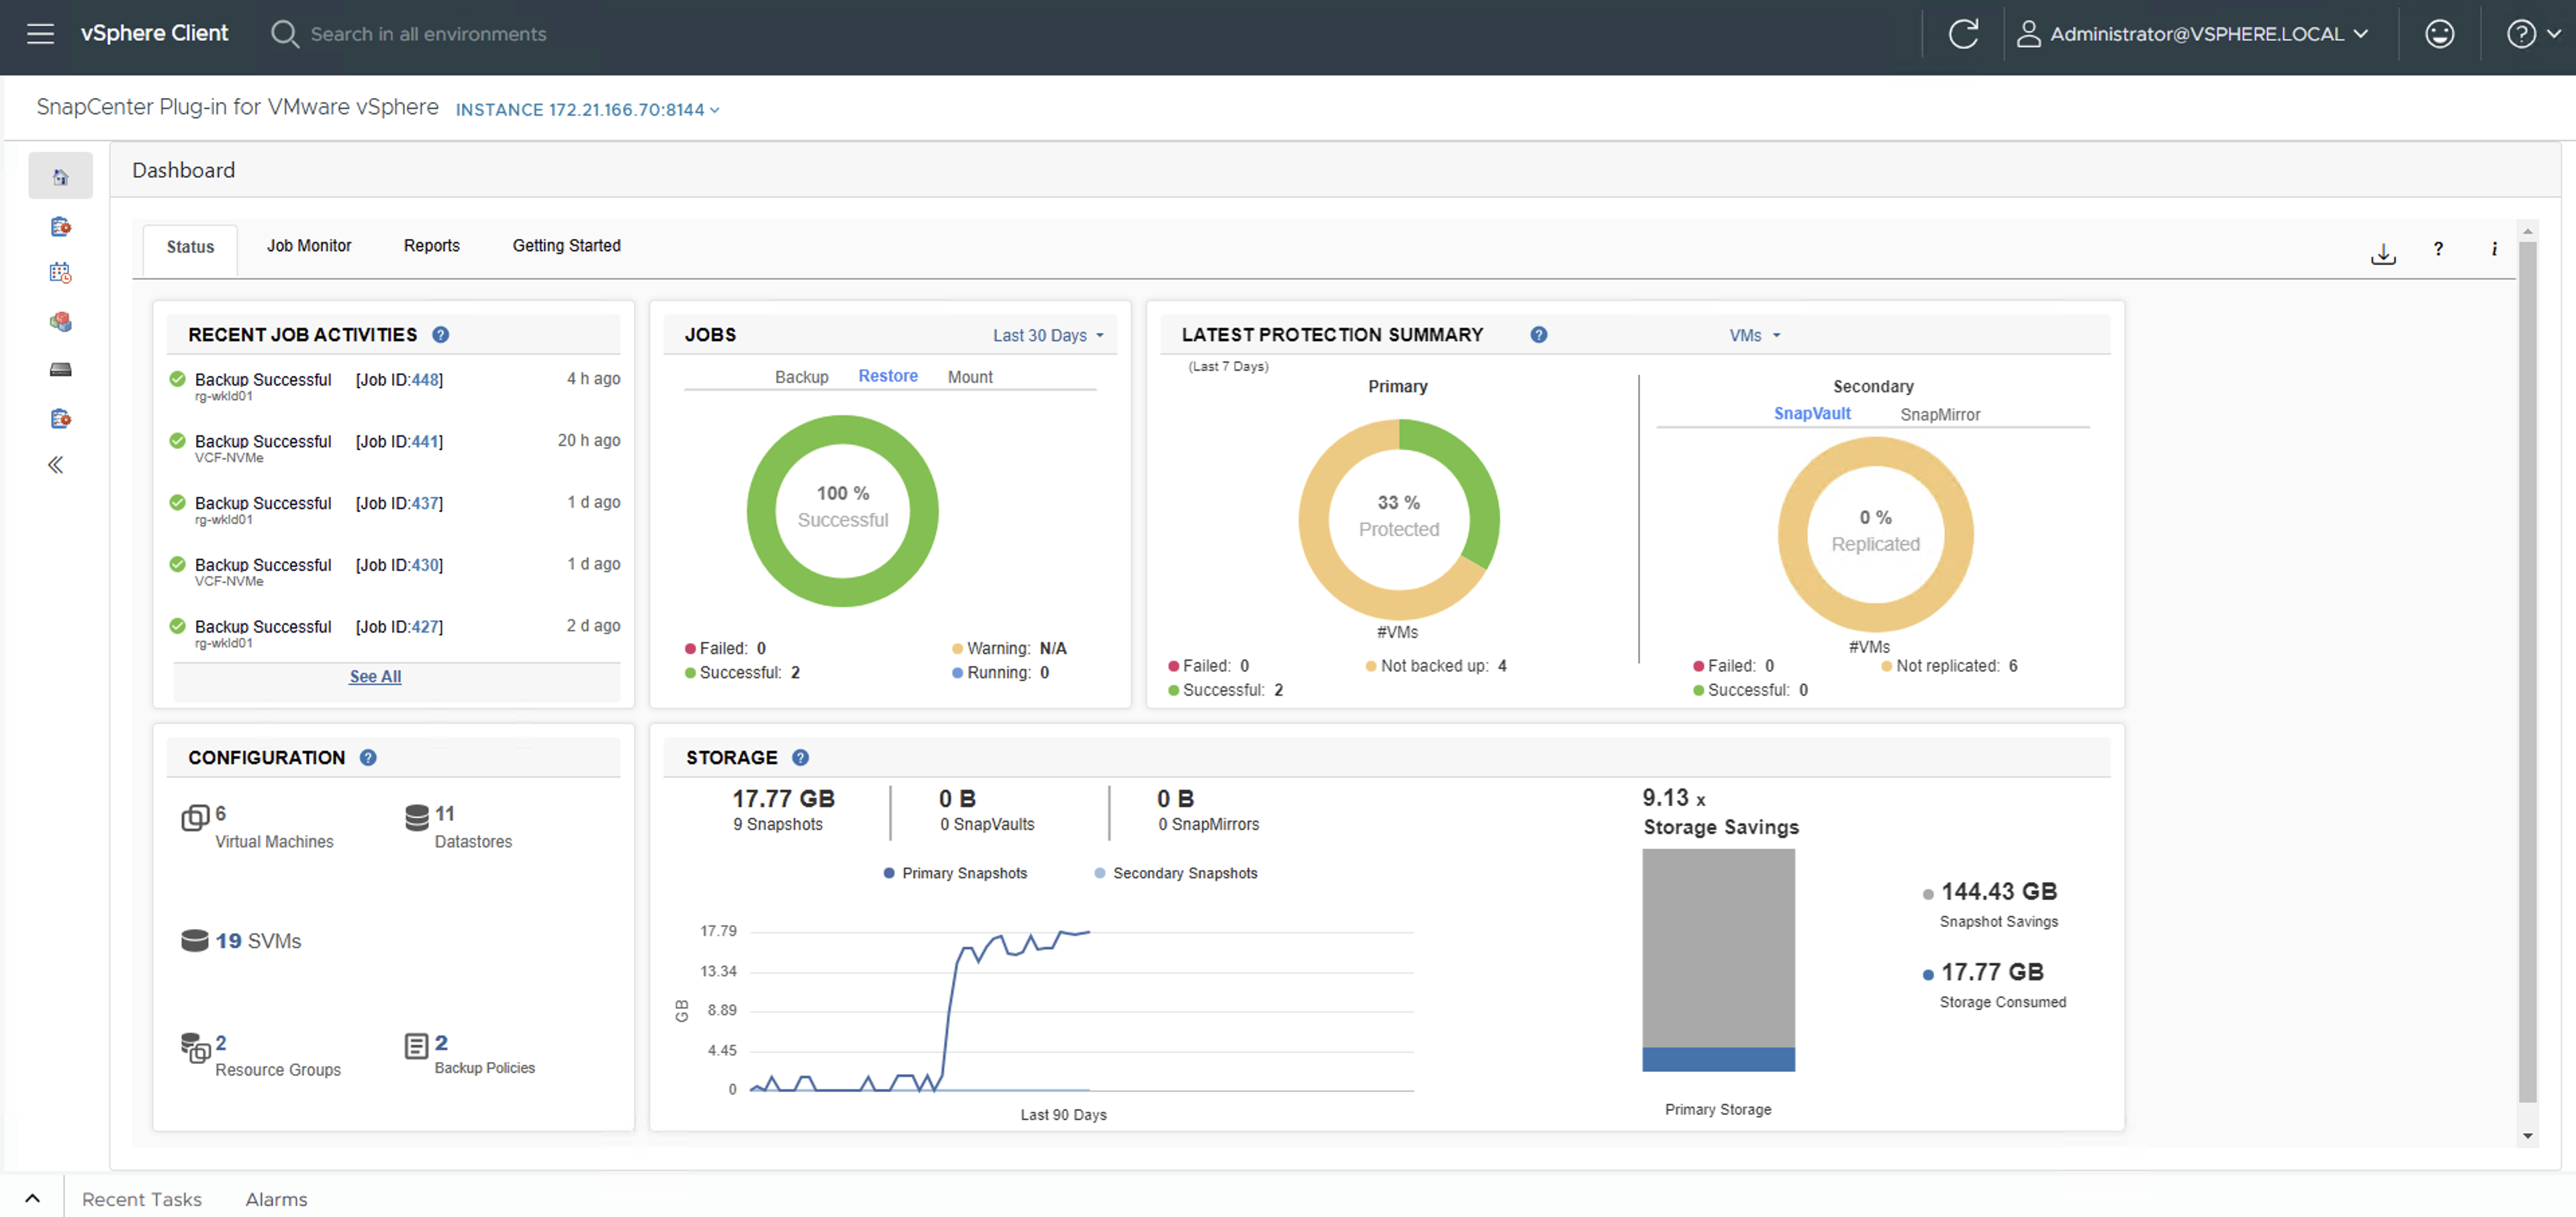 vSphere Client
Search in all environments
Administrator@VSPHERE.LOCAL
SnapCenter Plug-in for VMware vSphere INSTANCE 172.21.166.70:8144
Dashboard
Status Job Monitor Reports Getting Started
? i
RECENT JOB ACTIVITIES ?
Backup Successful [Job ID:448] 4 h ago
rg-wkld01
Backup Successful [Job ID:441] 20 h ago
VCF-NVMe
Backup Successful [Job ID:437] 1 d ago
rg-wkld01
Backup Successful [Job ID:430] 1 d ago
VCF-NVMe
Backup Successful [Job ID:427] 2 d ago
rg-wkld01
See All
JOBS Last 30 Days
Backup Restore Mount
100 %
Successful
Failed: 0 Warning: N/A
Successful: 2 Running: 0
LATEST PROTECTION SUMMARY ? VMs
(Last 7 Days)
Primary
33 %
Protected
#VMs
Failed: 0 Not backed up: 4
Successful: 2
Secondary
SnapVault SnapMirror
0 %
Replicated
#VMs
Failed: 0 Not replicated: 6
Successful: 0
CONFIGURATION ?
6
Virtual Machines
11
Datastores
19 SVMs
2
Resource Groups
2
Backup Policies
STORAGE ?
17.77 GB
9 Snapshots
0 B
0 SnapVaults
0 B
0 SnapMirrors
Primary Snapshots Secondary Snapshots
17.79
13.34
8.89
4.45
0
GB
Last 90 Days
9.13 x
Storage Savings
144.43 GB
Snapshot Savings
17.77 GB
Storage Consumed
Primary Storage
Recent Tasks Alarms